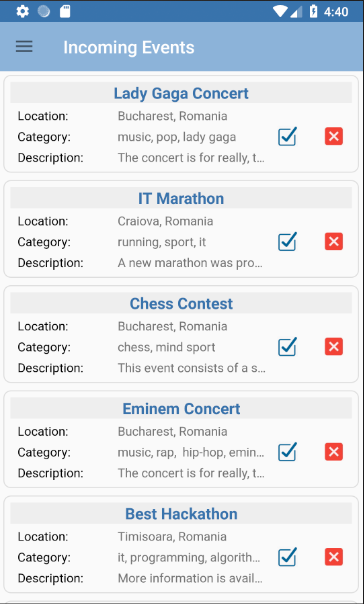 4:40
Incoming Events
Lady Gaga Concert
Location: Bucharest, Romania
Category: music, pop, lady gaga
Description: The concert is for really, t...
IT Marathon
Location: Craiova, Romania
Category: running, sport, it
Description: A new marathon was pro...
Chess Contest
Location: Bucharest, Romania
Category: chess, mind sport
Description: This event consists of a s...
Eminem Concert
Location: Bucharest, Romania
Category: music, rap, hip-hop, emin...
Description: The concert is for really, t...
Best Hackathon
Location: Timisoara, Romania
Category: it, programming, algorith...
Description: More information is avail...